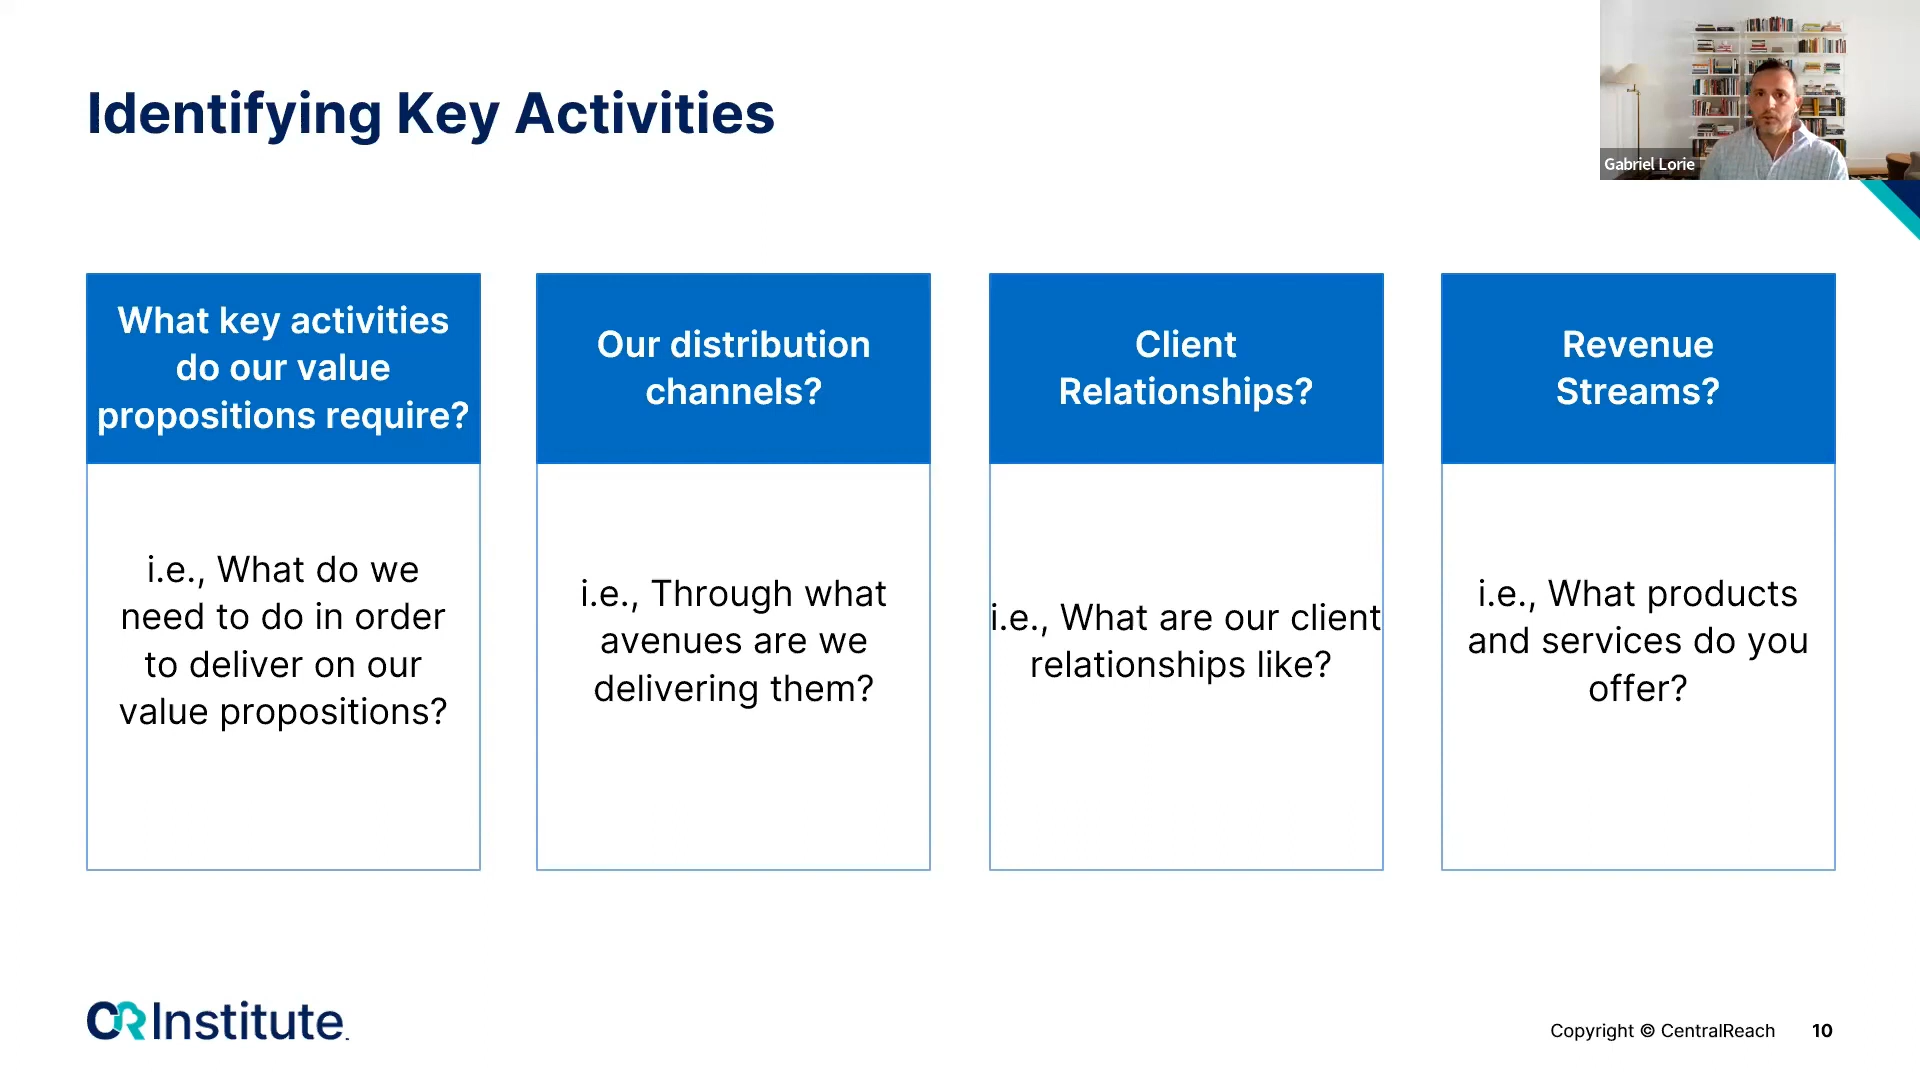 Identifying Key Activities
Gabriel Lorie
What key activities
do our value
propositions require?
i.e., What do we
need to do in order
to deliver on our
value propositions?
Our distribution
channels?
i.e., Through what
avenues are we
delivering them?
Client
Relationships?
i.e., What are our client
relationships like?
Revenue
Streams?
i.e., What products
and services do you
offer?
CR Institute
Copyright © CentralReach 10